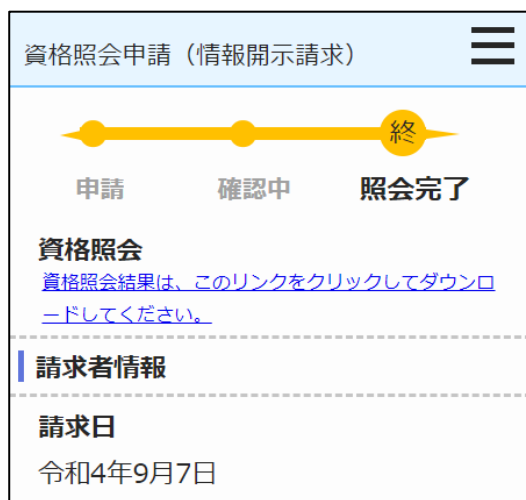 資格照会申請（情報開示請求）
終
申請 確認中 照会完了
資格照会
資格照会結果は、このリンクをクリックしてダウンロ
ードしてください。
請求者情報
請求日
令和4年9月7日